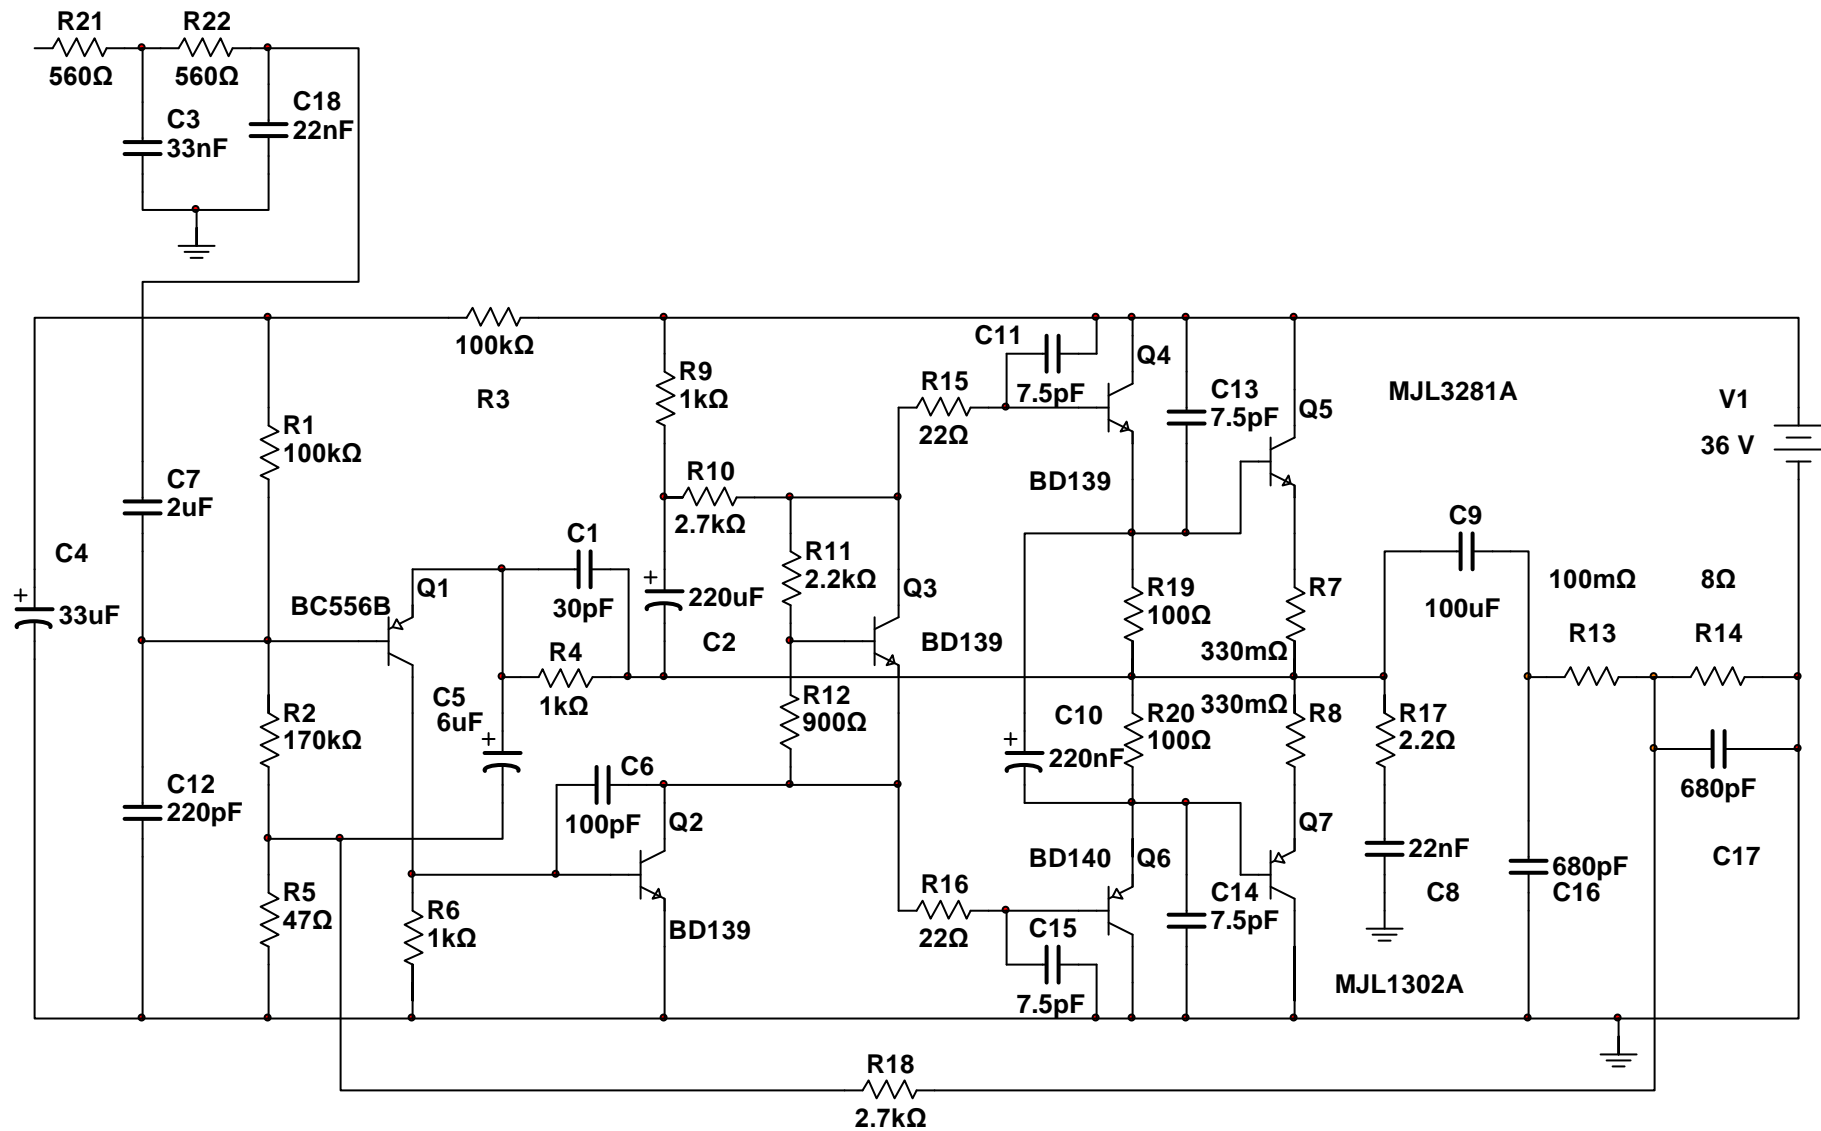 R21
560Ω
R22
560Ω
C3
33nF
C18
22nF
100kΩ
R3
R1
100kΩ
C7
2uF
C4
+
33uF
R2
170kΩ
C12
220pF
R5
47Ω
BC556B
Q1
C1
30pF
R4
1kΩ
C5
6uF
+
C6
100pF
R6
1kΩ
Q2
BD139
R9
1kΩ
R10
2.7kΩ
+
220uF
C2
R11
2.2kΩ
Q3
BD139
R12
900Ω
R15
22Ω
C11
7.5pF
Q4
BD139
C13
7.5pF
Q5
MJL3281A
R19
100Ω
R7
330mΩ
330mΩ
R8
R20
100Ω
C10
+
220nF
BD140
Q6
R16
22Ω
C15
7.5pF
C14
7.5pF
Q7
MJL1302A
R17
2.2Ω
22nF
C8
C9
100uF
680pF
C16
100mΩ
R13
8Ω
R14
680pF
C17
V1
36 V
R18
2.7kΩ